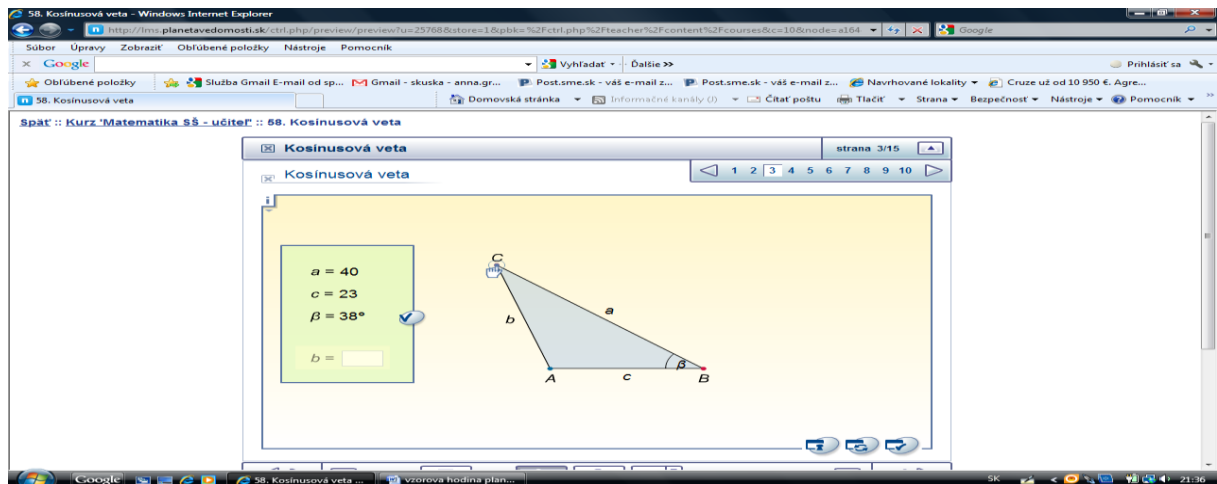 58. Kosínusová veta - Windows Internet Explorer
http://lms.planetavedomosti.sk/ctrl.php/preview/preview?u=25768&store=1&pbk=%2Fctrl.php%2Fteacher%2Fcontent%2Fcourses&c=10&node=a164 Google
Súbor Úpravy Zobraziť Obľúbené položky Nástroje Pomocník
× Google Vyhľadať Ďalšie >> Prihlásiť sa
Obľúbené položky Služba Gmail E-mail od sp... Gmail - skuska - anna.gr... Post.sme.sk - váš e-mail z... Post.sme.sk - váš e-mail z... Navrhované lokality Cruze už od 10 950 €. Agre...
58. Kosínusová veta Domovská stránka Informačné kanály (J) Čítať poštu Tlačiť Strana Bezpečnosť Nástroje Pomocník »
Späť :: Kurz 'Matematika SŠ - učiteľ' :: 58. Kosínusová veta
Kosínusová veta strana 3/15
Kosínusová veta 1 2 3 4 5 6 7 8 9 10
i
C
a = 40
c = 23
a
β = 38°
b
b =
β
A c B
Google 58. Kosínusová veta ... vzorova hodina plan... SK < 21:36